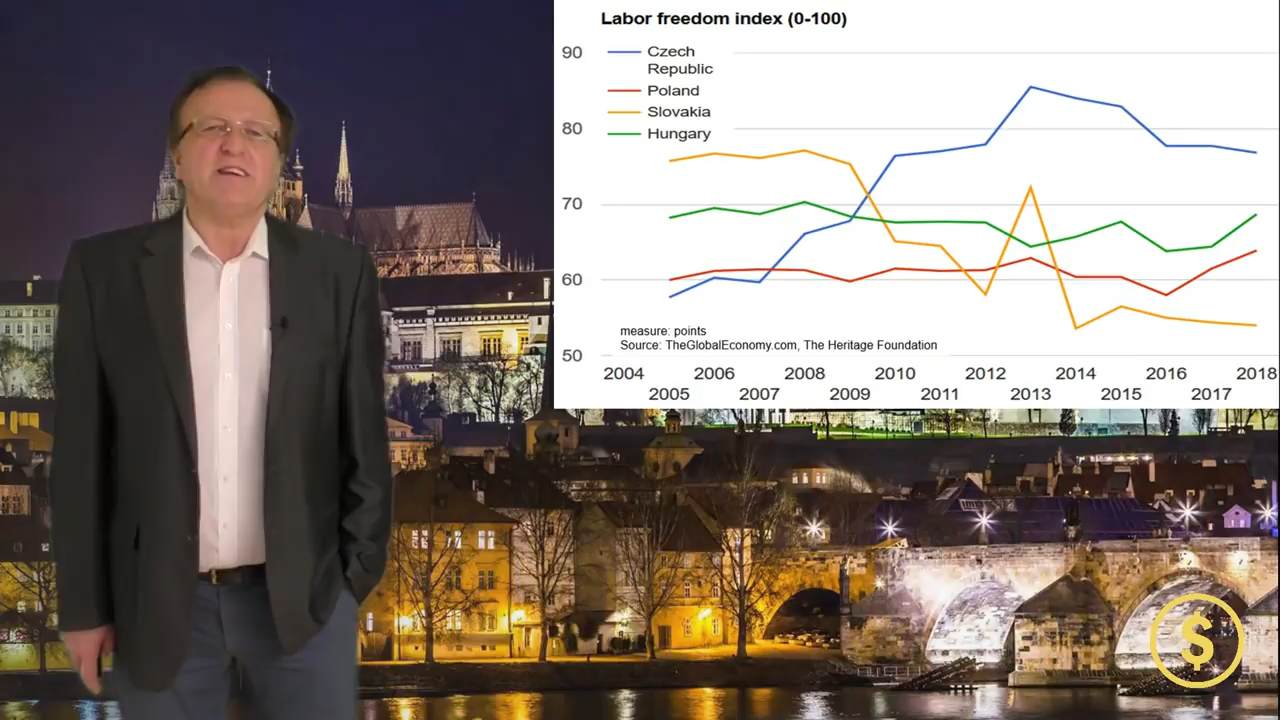 Labor freedom index (0-100)
90
80
70
60
50
Czech
Republic
Poland
Slovakia
Hungary
measure: points
Source: TheGlobalEconomy.com, The Heritage Foundation
2004 2006 2008 2010 2012 2014 2016 2018
2005 2007 2009 2011 2013 2015 2017
$